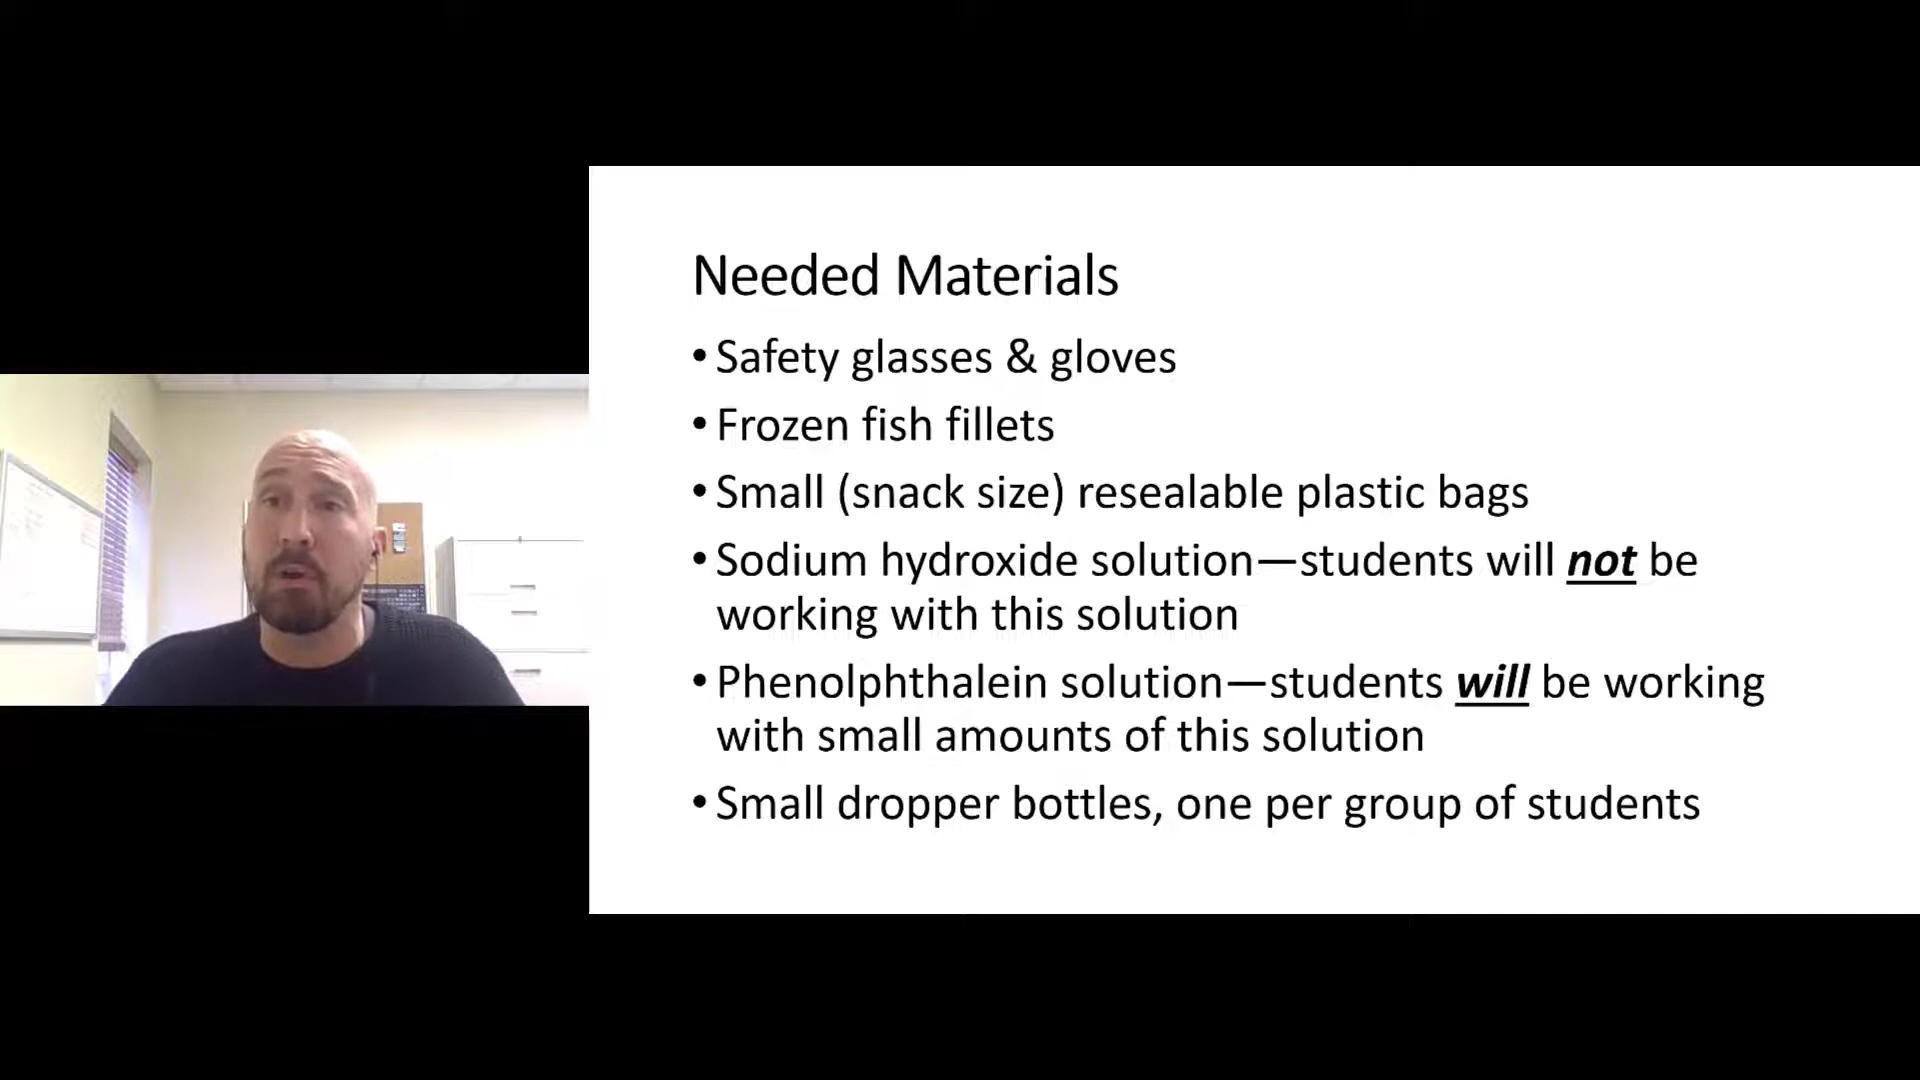 Needed Materials
• Safety glasses & gloves
• Frozen fish fillets
• Small (snack size) resealable plastic bags
• Sodium hydroxide solution—students will not be
working with this solution
• Phenolphthalein solution—students will be working
with small amounts of this solution
• Small dropper bottles, one per group of students